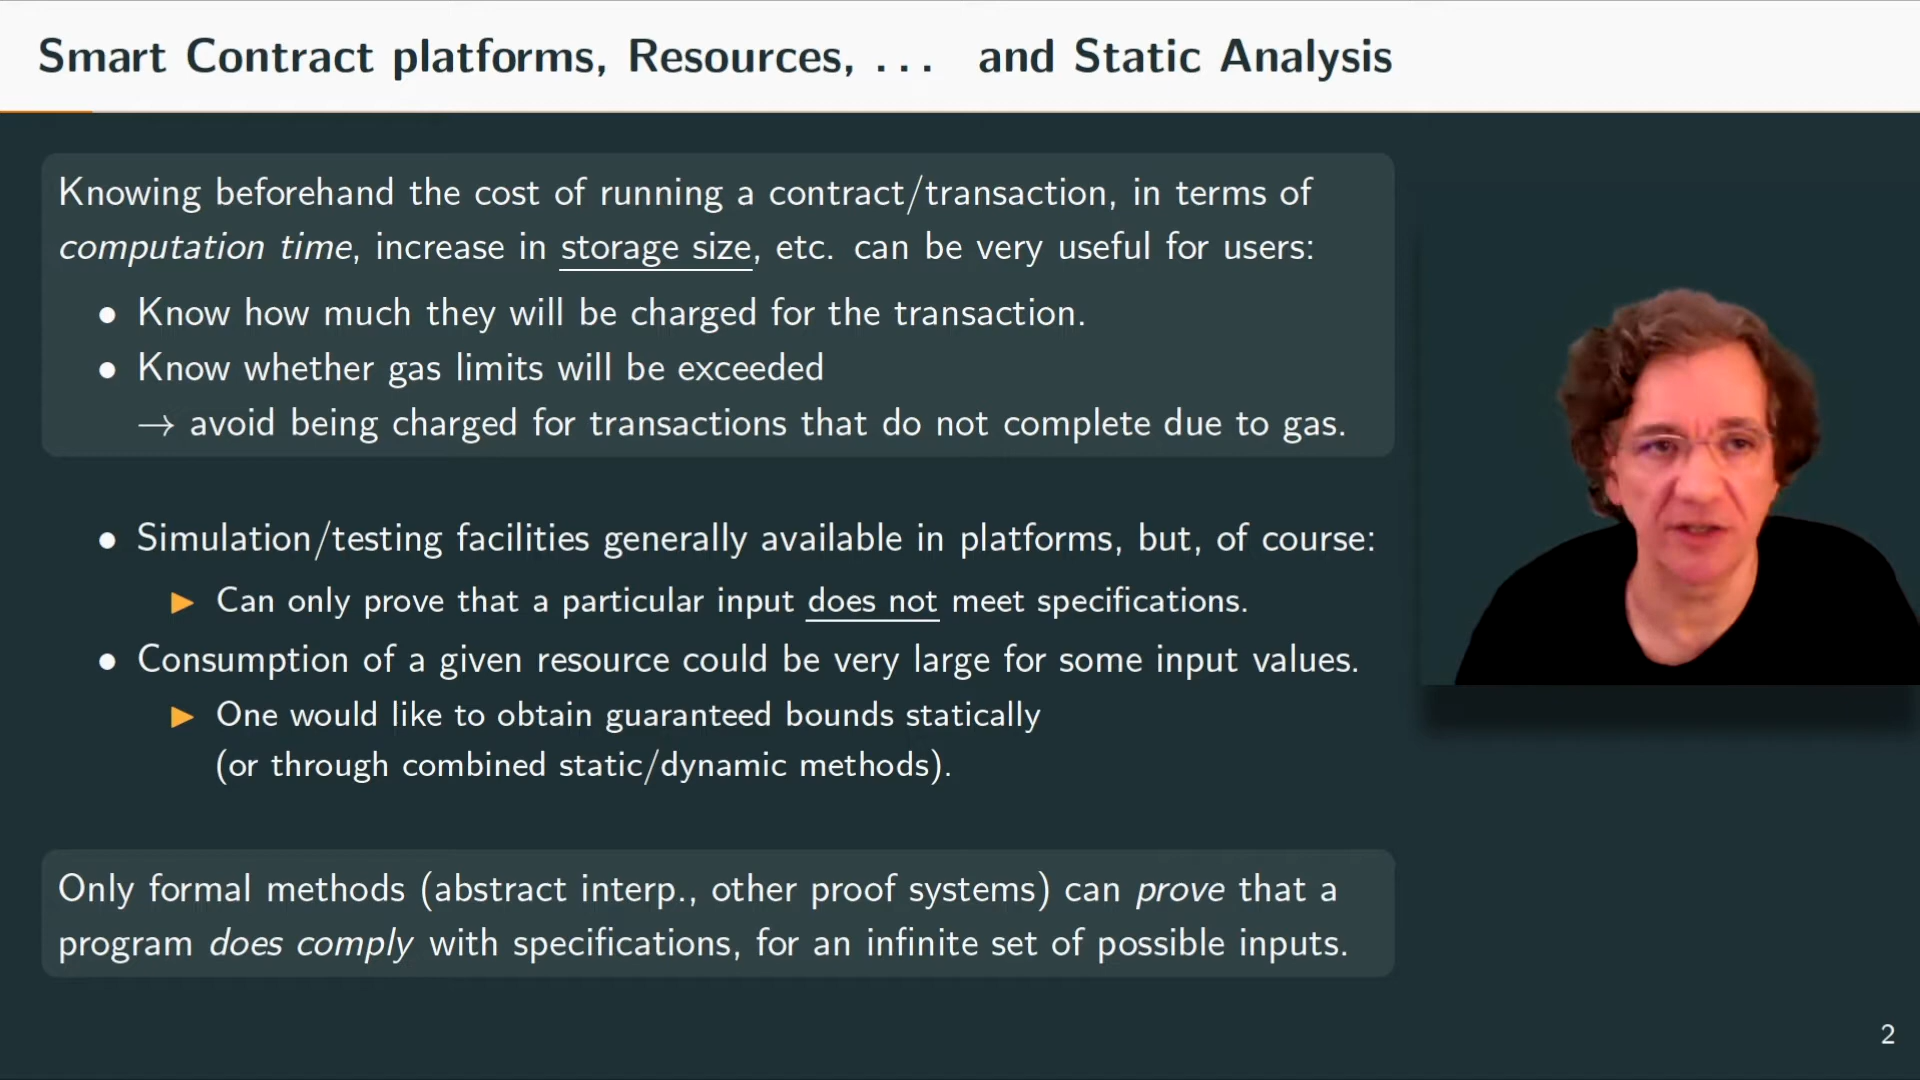 Smart Contract platforms, Resources, ... and Static Analysis
Knowing beforehand the cost of running a contract/transaction, in terms of
computation time, increase in storage size, etc. can be very useful for users:
• Know how much they will be charged for the transaction.
• Know whether gas limits will be exceeded
→ avoid being charged for transactions that do not complete due to gas.
• Simulation/testing facilities generally available in platforms, but, of course:
▶ Can only prove that a particular input does not meet specifications.
• Consumption of a given resource could be very large for some input values.
▶ One would like to obtain guaranteed bounds statically
(or through combined static/dynamic methods).
Only formal methods (abstract interp., other proof systems) can prove that a
program does comply with specifications, for an infinite set of possible inputs.
2